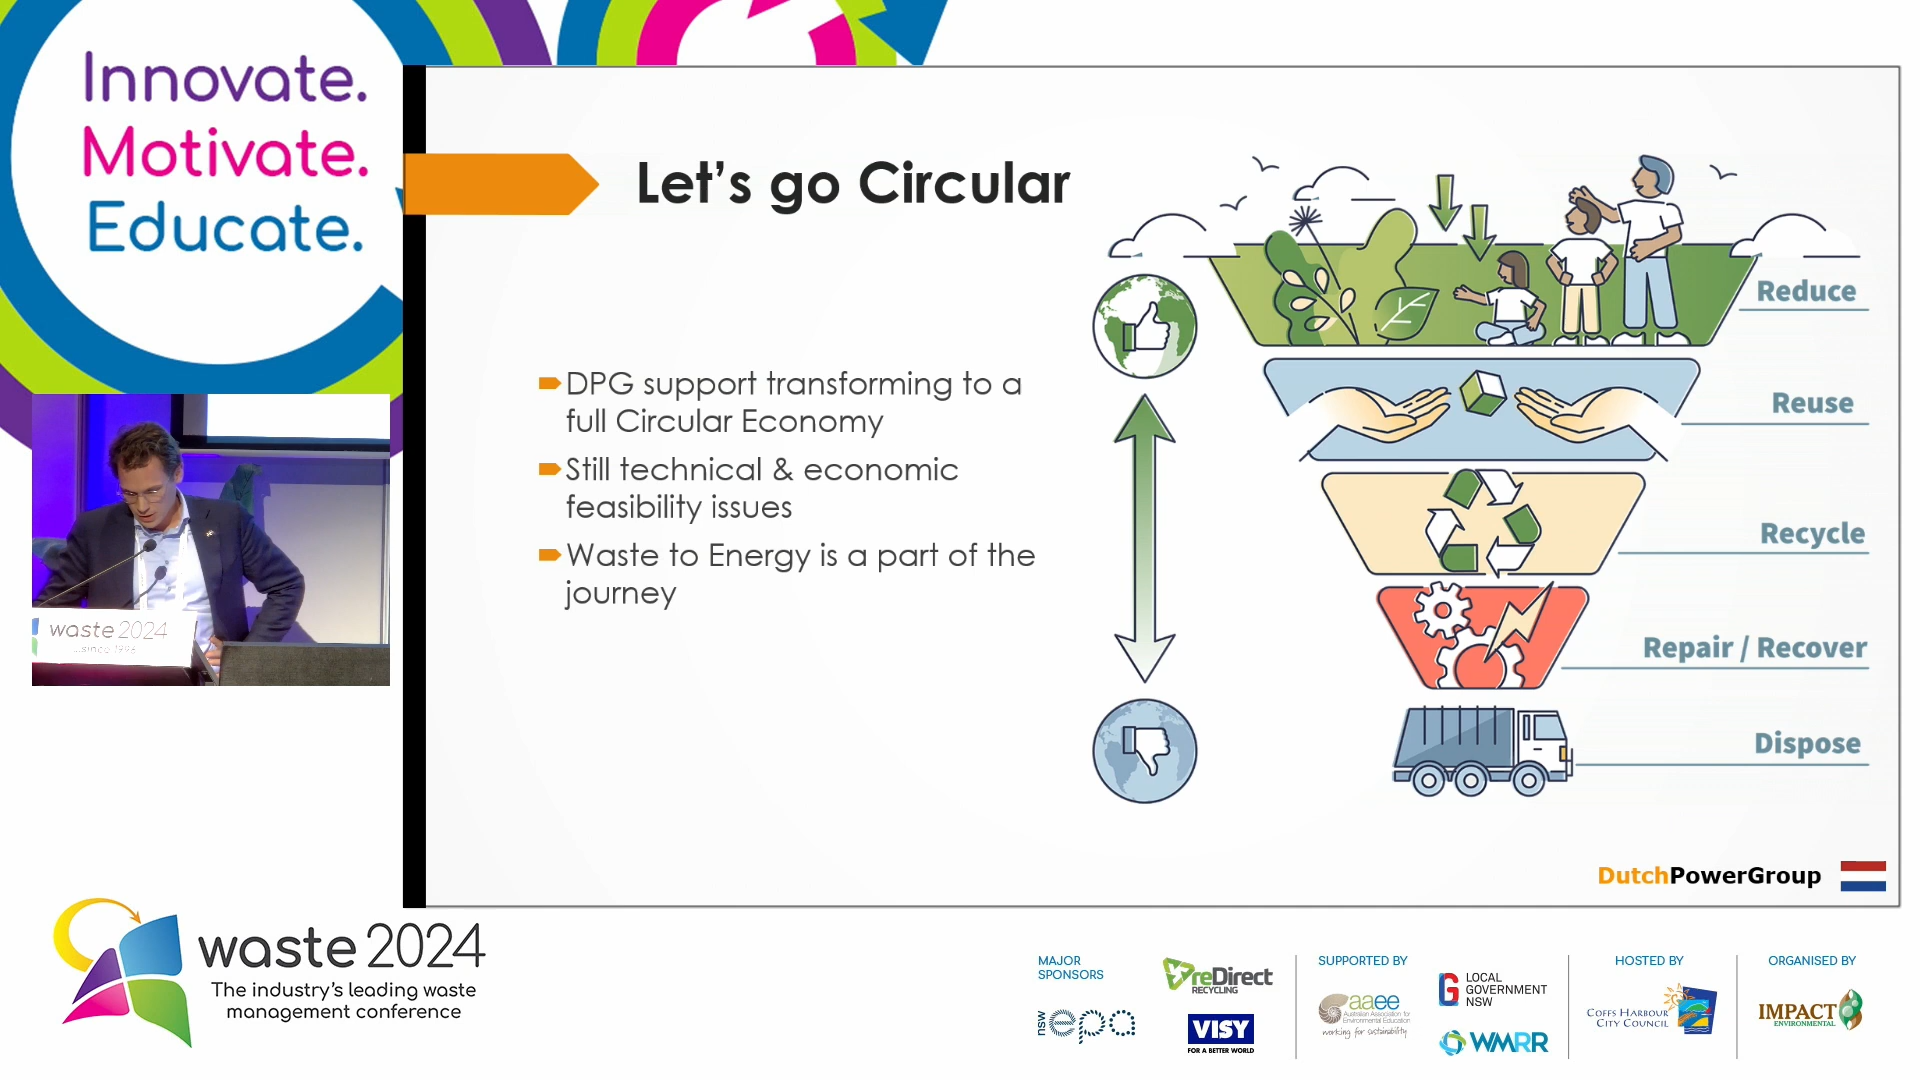 Innovate.
Motivate.
Educate.
Let's go Circular
DPG support transforming to a
full Circular Economy
Still technical & economic
feasibility issues
Waste to Energy is a part of the
journey
Reduce
Reuse
Recycle
Repair / Recover
Dispose
DutchPowerGroup
waste 2024
...since 1996
waste 2024
The industry's leading waste
management conference
MAJOR
SPONSORS
reDirect
RECYCLING
nsw epa
VISY
FOR A BETTER WORLD
SUPPORTED BY
aaee
Australian Association for
Environmental Education
working for sustainability
LG
LOCAL
GOVERNMENT
NSW
WMRR
HOSTED BY
COFFS HARBOUR
CITY COUNCIL
ORGANISED BY
IMPACT
ENVIRONMENTAL